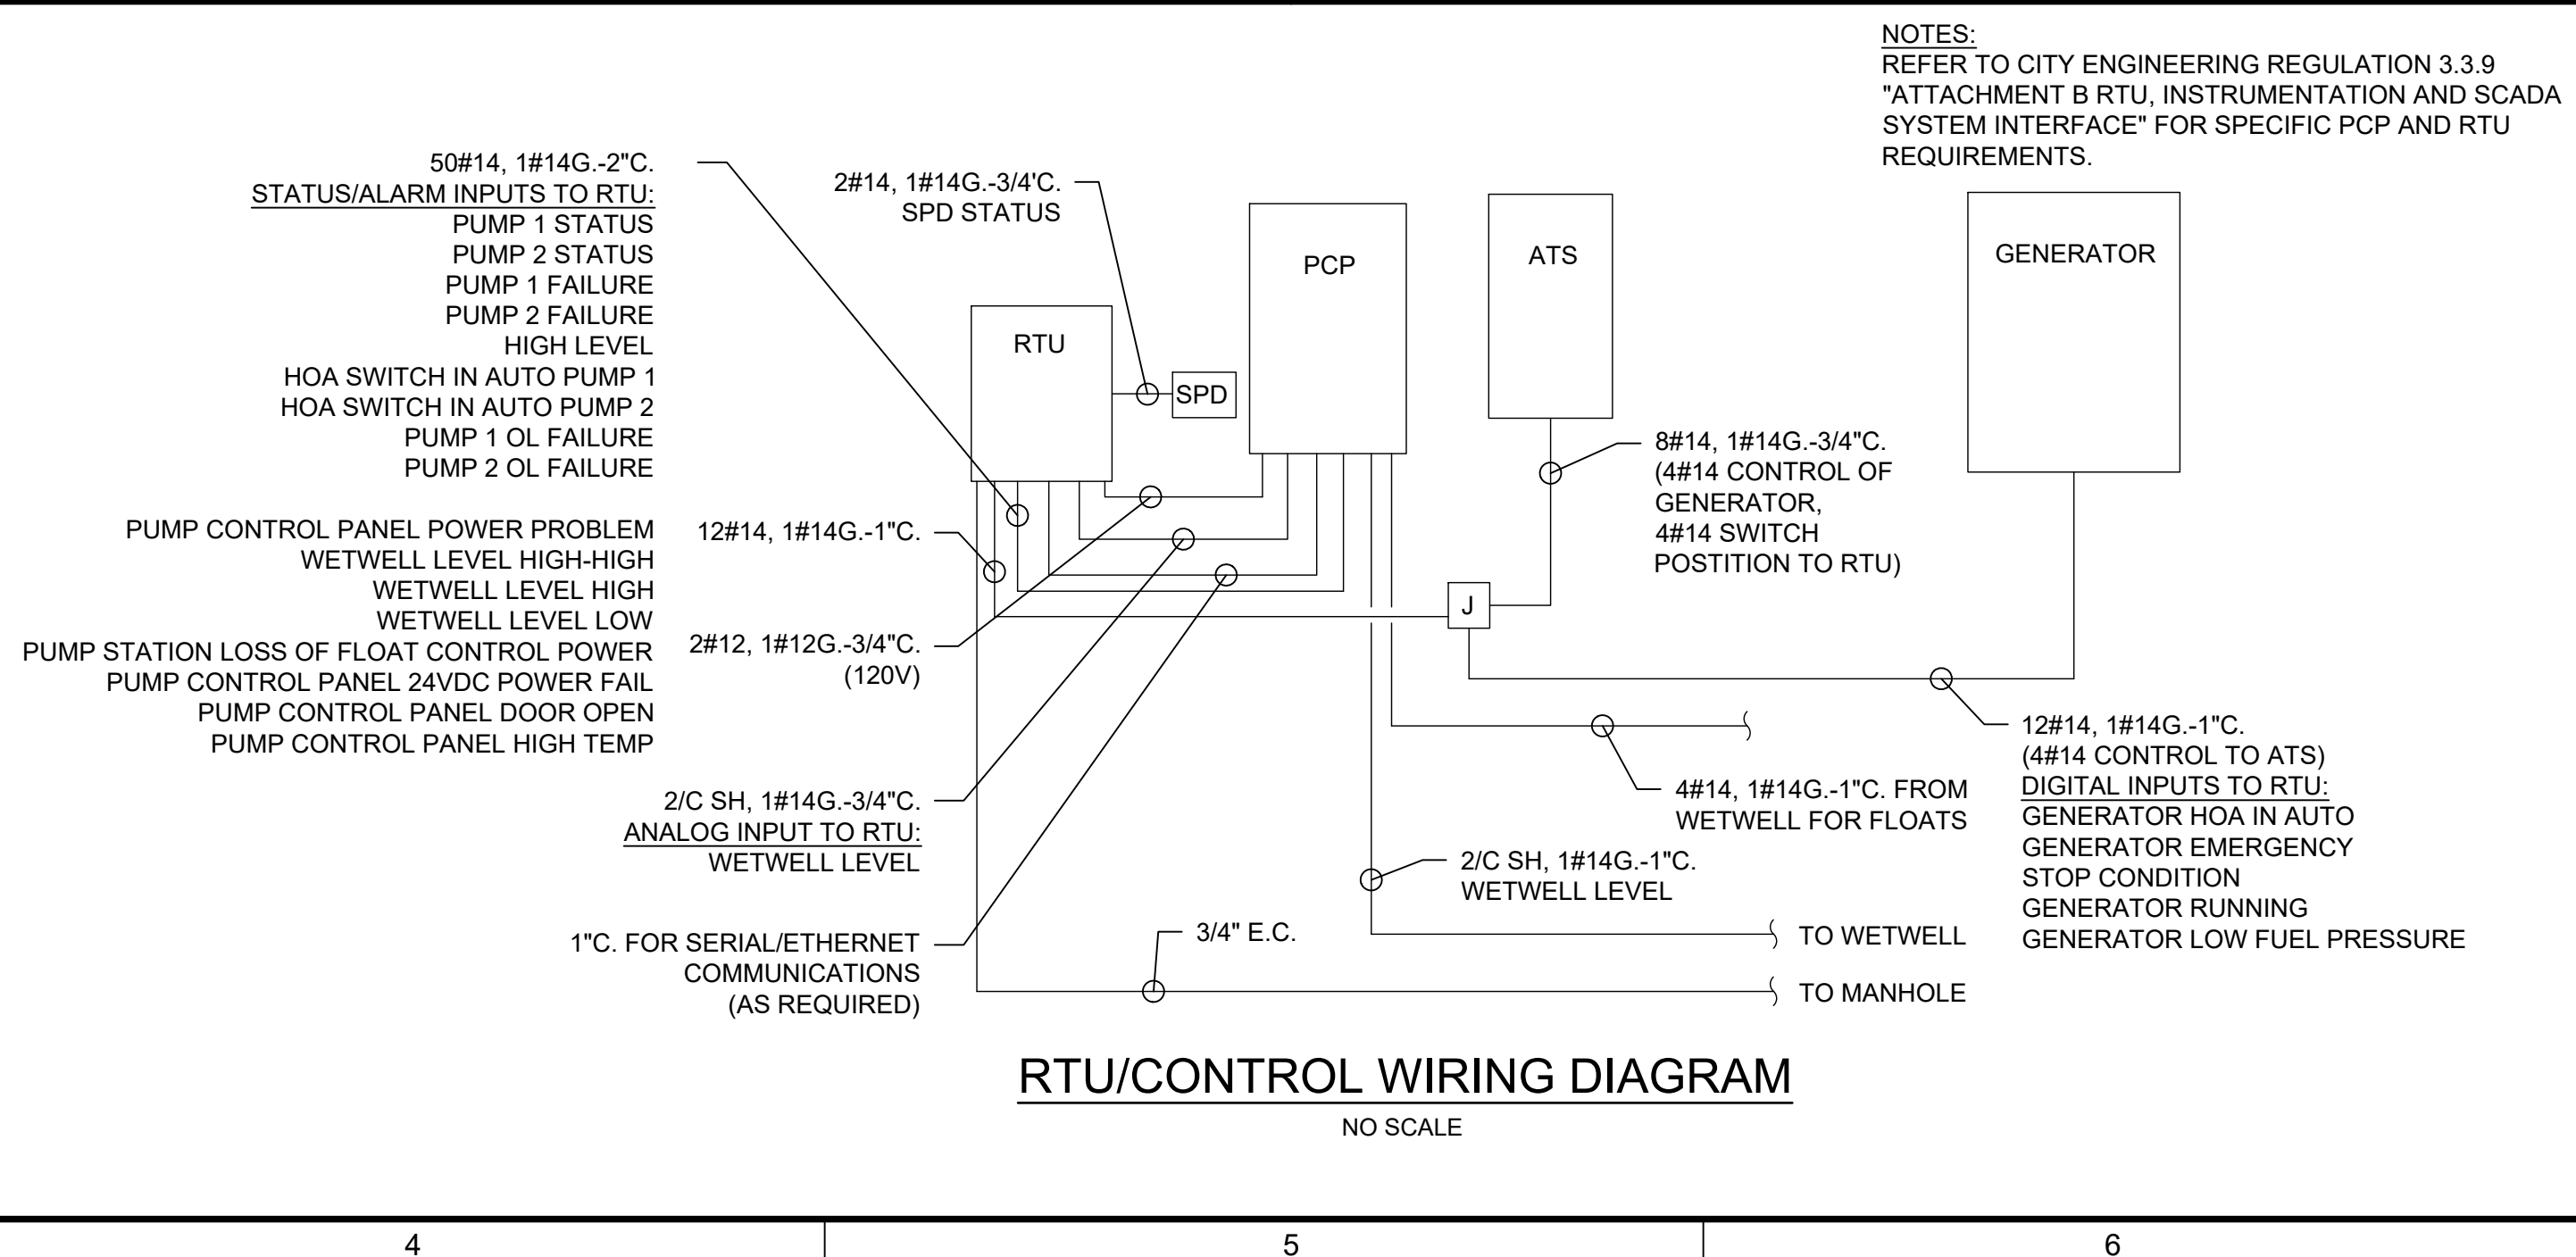 NOTES:
REFER TO CITY ENGINEERING REGULATION 3.3.9
"ATTACHMENT B RTU, INSTRUMENTATION AND SCADA
SYSTEM INTERFACE" FOR SPECIFIC PCP AND RTU
REQUIREMENTS.
50#14, 1#14G.-2"C.
STATUS/ALARM INPUTS TO RTU:
PUMP 1 STATUS
PUMP 2 STATUS
PUMP 1 FAILURE
PUMP 2 FAILURE
HIGH LEVEL
HOA SWITCH IN AUTO PUMP 1
HOA SWITCH IN AUTO PUMP 2
PUMP 1 OL FAILURE
PUMP 2 OL FAILURE
PUMP CONTROL PANEL POWER PROBLEM
WETWELL LEVEL HIGH-HIGH
WETWELL LEVEL HIGH
WETWELL LEVEL LOW
PUMP STATION LOSS OF FLOAT CONTROL POWER
PUMP CONTROL PANEL 24VDC POWER FAIL
PUMP CONTROL PANEL DOOR OPEN
PUMP CONTROL PANEL HIGH TEMP
2#14, 1#14G.-3/4'C.
SPD STATUS
RTU
SPD
PCP
ATS
GENERATOR
12#14, 1#14G.-1"C.
2#12, 1#12G.-3/4"C.
(120V)
2/C SH, 1#14G.-3/4"C.
ANALOG INPUT TO RTU:
WETWELL LEVEL
1"C. FOR SERIAL/ETHERNET
COMMUNICATIONS
(AS REQUIRED)
8#14, 1#14G.-3/4"C.
(4#14 CONTROL OF
GENERATOR,
4#14 SWITCH
POSTITION TO RTU)
J
4#14, 1#14G.-1"C. FROM
WETWELL FOR FLOATS
2/C SH, 1#14G.-1"C.
WETWELL LEVEL
3/4" E.C.
TO WETWELL
TO MANHOLE
12#14, 1#14G.-1"C.
(4#14 CONTROL TO ATS)
DIGITAL INPUTS TO RTU:
GENERATOR HOA IN AUTO
GENERATOR EMERGENCY
STOP CONDITION
GENERATOR RUNNING
GENERATOR LOW FUEL PRESSURE
RTU/CONTROL WIRING DIAGRAM
NO SCALE
4
5
6